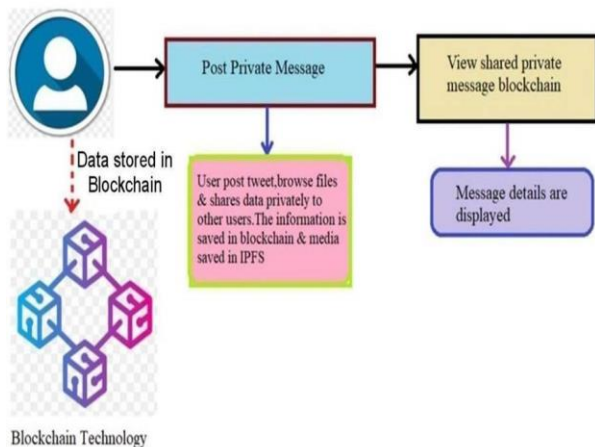 Post Private Message
View shared private
message blockchain
Data stored in
Blockchain
User post tweet,browse files
& shares data privately to
other users.The information is
saved in blockchain & media
saved in IPFS
Message details are
displayed
Blockchain Technology